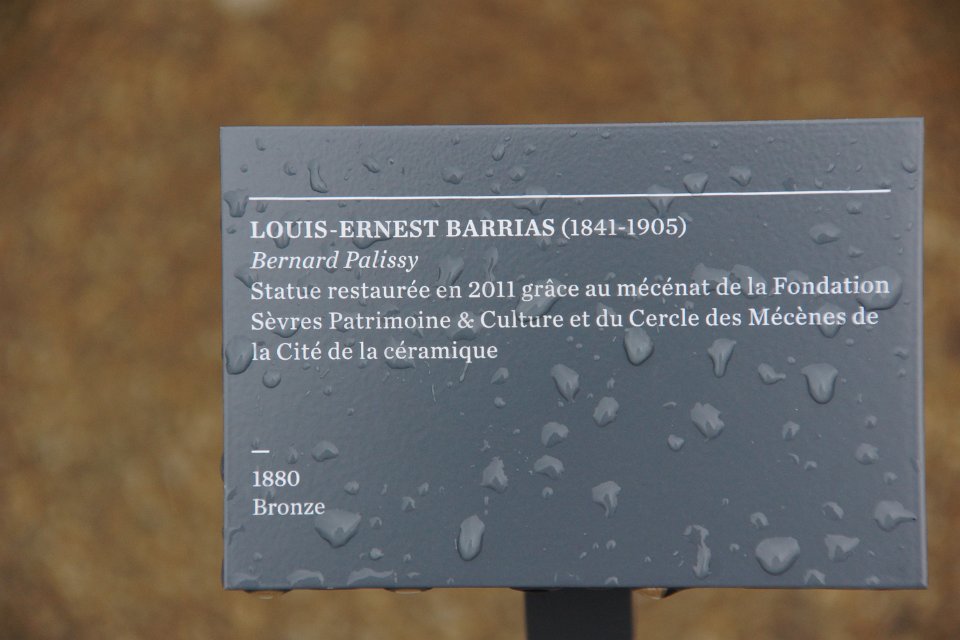 LOUIS-ERNEST BARRIAS (1841-1905)
Bernard Palissy
Statue restaurée en 2011 grâce au mécénat de la Fondation
Sèvres Patrimoine & Culture et du Cercle des Mécènes de
la Cité de la céramique
1880
Bronze